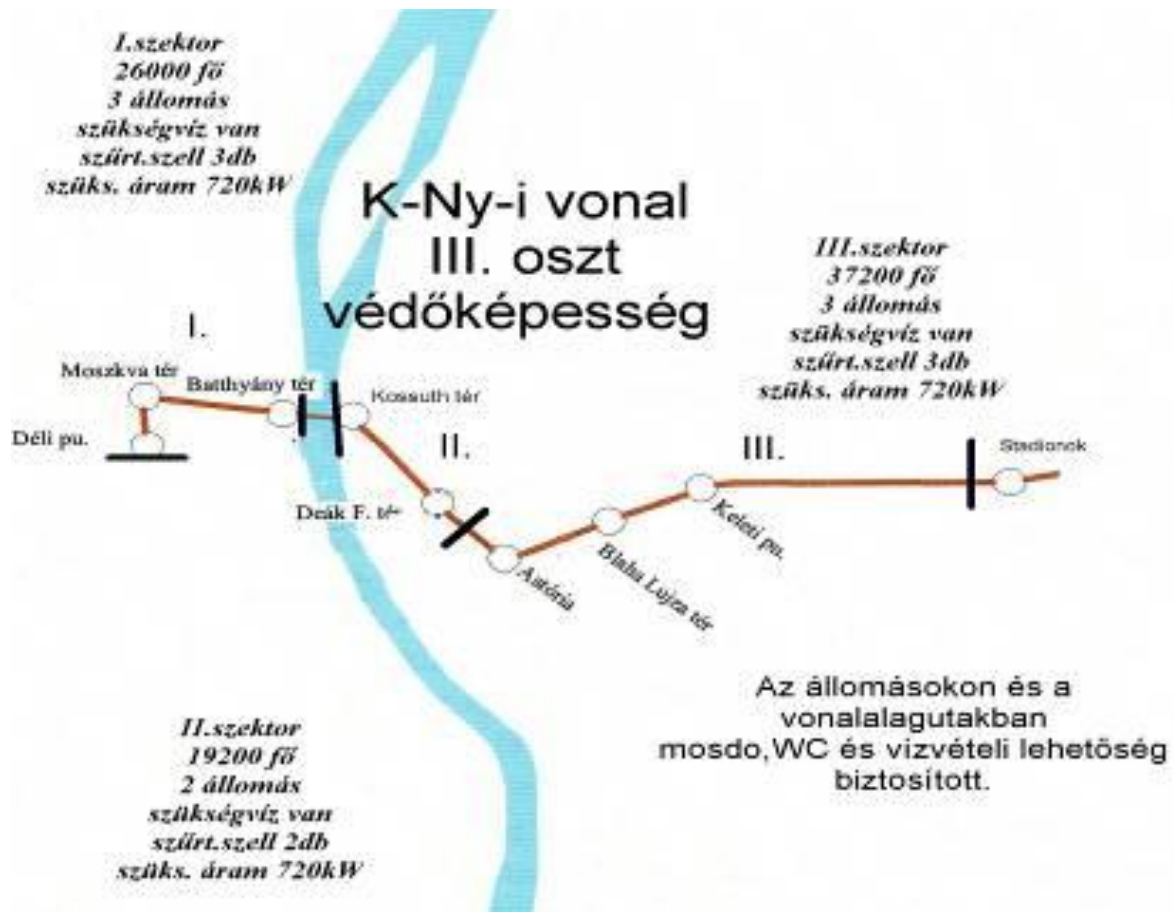 I.szektor
26000 fő
3 állomás
szükségvíz van
szűrt.szell 3db
szüks. áram 720kW
K-Ny-i vonal
III. oszt
védőképesség
III.szektor
37200 fő
3 állomás
szükségvíz van
szűrt.szell 3db
szüks. áram 720kW
I.
Moszkva tér
Batthyány tér
Kossuth tér
Déli pu.
II.
III.
Stadionok
Deák F. tér
Astória
Blaha Lujza tér
Keleti pu.
II.szektor
19200 fő
2 állomás
szükségvíz van
szűrt.szell 2db
szüks. áram 720kW
Az állomásokon és a
vonalalagutakban
mosdo,WC és vizvételi lehetőség
biztosított.